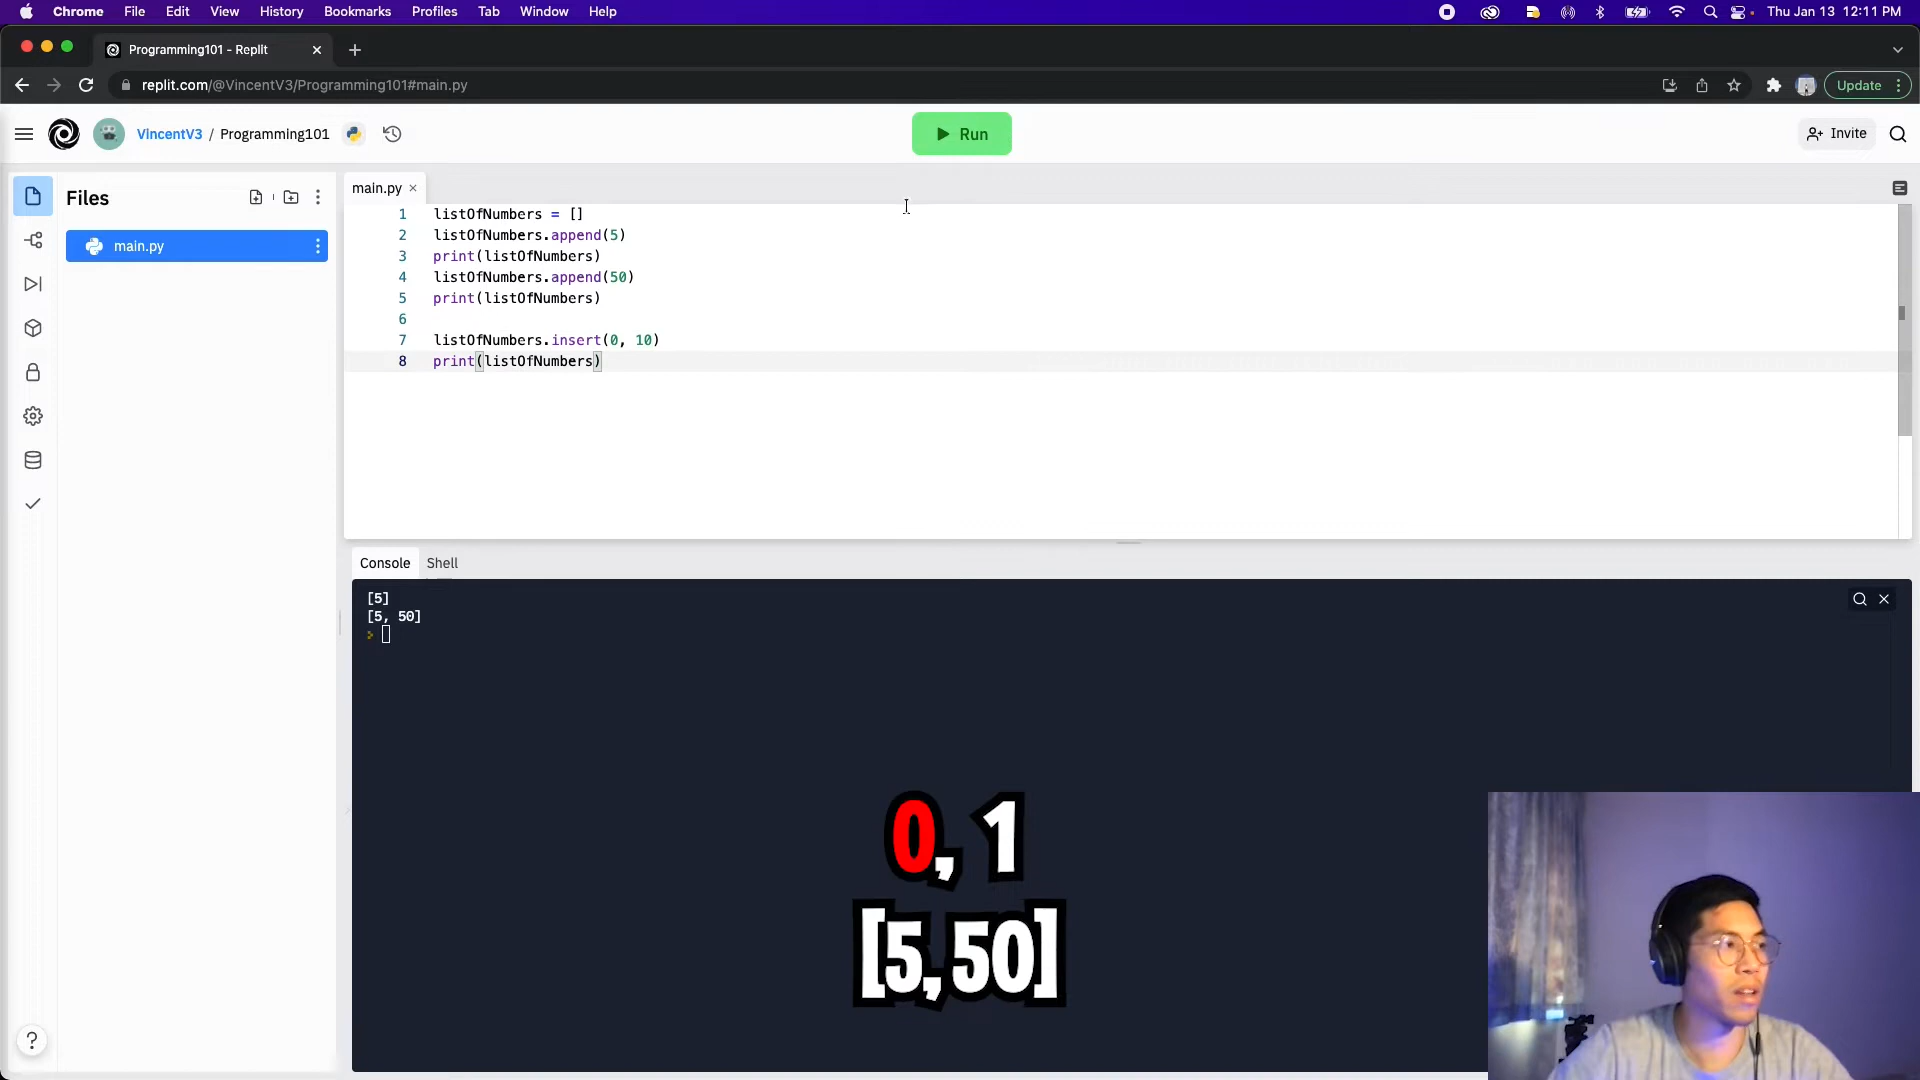 Chrome File Edit View History Bookmarks Profiles Tab Window Help Thu Jan 13 12:11 PM
Programming101 - Replit
replit.com/@VincentV3/Programming101#main.py Update
VincentV3 / Programming101 Run Invite
Files
main.py
main.py
1 listOfNumbers = []
2 listOfNumbers.append(5)
3 print(listOfNumbers)
4 listOfNumbers.append(50)
5 print(listOfNumbers)
6
7 listOfNumbers.insert(0, 10)
8 print(listOfNumbers)
Console Shell
[5]
[5, 50]
0, 1
[5,50]
?